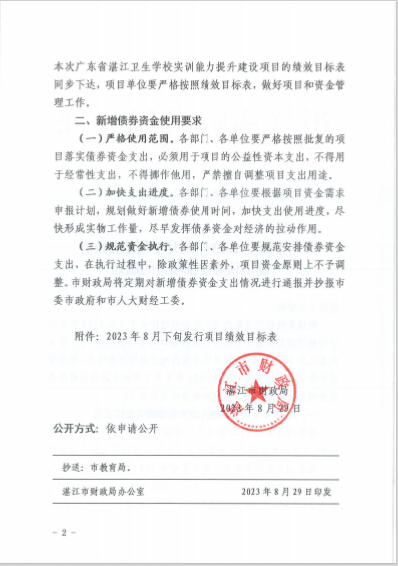 本次广东省湛江卫生学校实训能力提升建设项目的绩效目标表
同步下达，项目单位要严格按照绩效目标表，做好项目和资金管
理工作。
二、新增债券资金使用要求
（一）严格使用范围。各部门、各单位要严格按照批复的项
目落实债券资金支出，必须用于项目的公益性资本支出，不得用
于经常性支出，不得挪作他用，严禁擅自调整项目支出用途。
（二）加快支出进度。各部门、各单位要根据项目资金需求
申报计划，规划做好新增债券使用时间，加快支出使用进度，尽
快形成实物工作量，尽早发挥债券资金对经济的拉动作用。
（三）规范资金执行。各部门、各单位要规范安排债券资金
支出，在执行过程中，除政策性因素外，项目资金原则上不予调
整。市财政局将定期对新增债券资金支出情况进行通报并抄报市
委市政府和市人大财经工委。
附件：2023年8月下旬发行项目绩效目标表
湛江市财政局
湛江市财政局
2023年8月29日
公开方式：依申请公开
抄送：市教育局。
湛江市财政局办公室 2023年8月29日印发
- 2 -